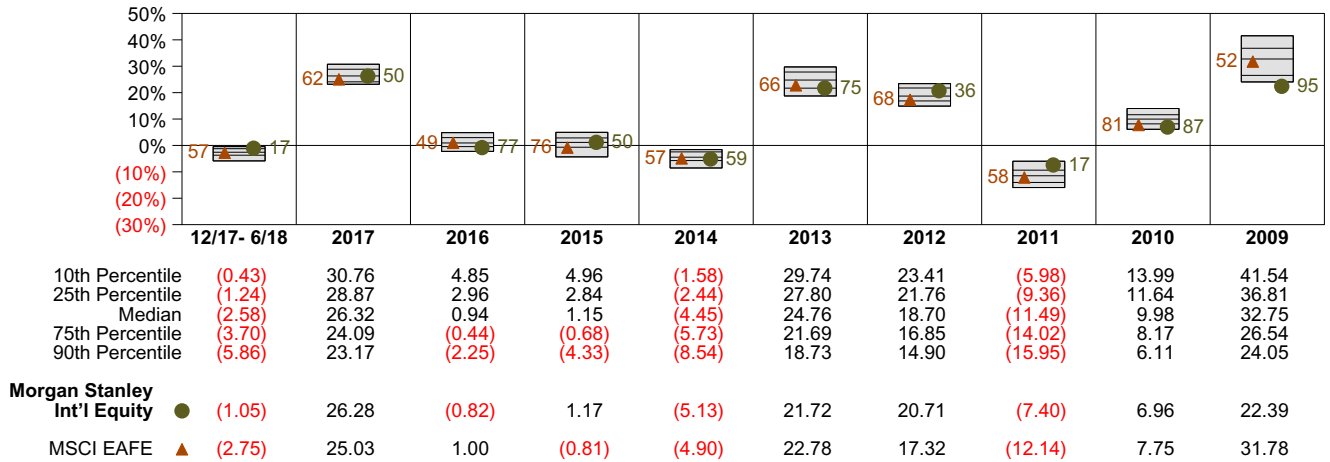 50%
40%
30%
20%
10%
0%
(10%)
(20%)
(30%)
57 17 62 50 49 77 76 50 57 59 66 75 68 36 58 17 81 87 52 95
12/17- 6/18 2017 2016 2015 2014 2013 2012 2011 2010 2009
10th Percentile (0.43) 30.76 4.85 4.96 (1.58) 29.74 23.41 (5.98) 13.99 41.54
25th Percentile (1.24) 28.87 2.96 2.84 (2.44) 27.80 21.76 (9.36) 11.64 36.81
Median (2.58) 26.32 0.94 1.15 (4.45) 24.76 18.70 (11.49) 9.98 32.75
75th Percentile (3.70) 24.09 (0.44) (0.68) (5.73) 21.69 16.85 (14.02) 8.17 26.54
90th Percentile (5.86) 23.17 (2.25) (4.33) (8.54) 18.73 14.90 (15.95) 6.11 24.05
Morgan Stanley
Int'l Equity (1.05) 26.28 (0.82) 1.17 (5.13) 21.72 20.71 (7.40) 6.96 22.39
MSCI EAFE (2.75) 25.03 1.00 (0.81) (4.90) 22.78 17.32 (12.14) 7.75 31.78